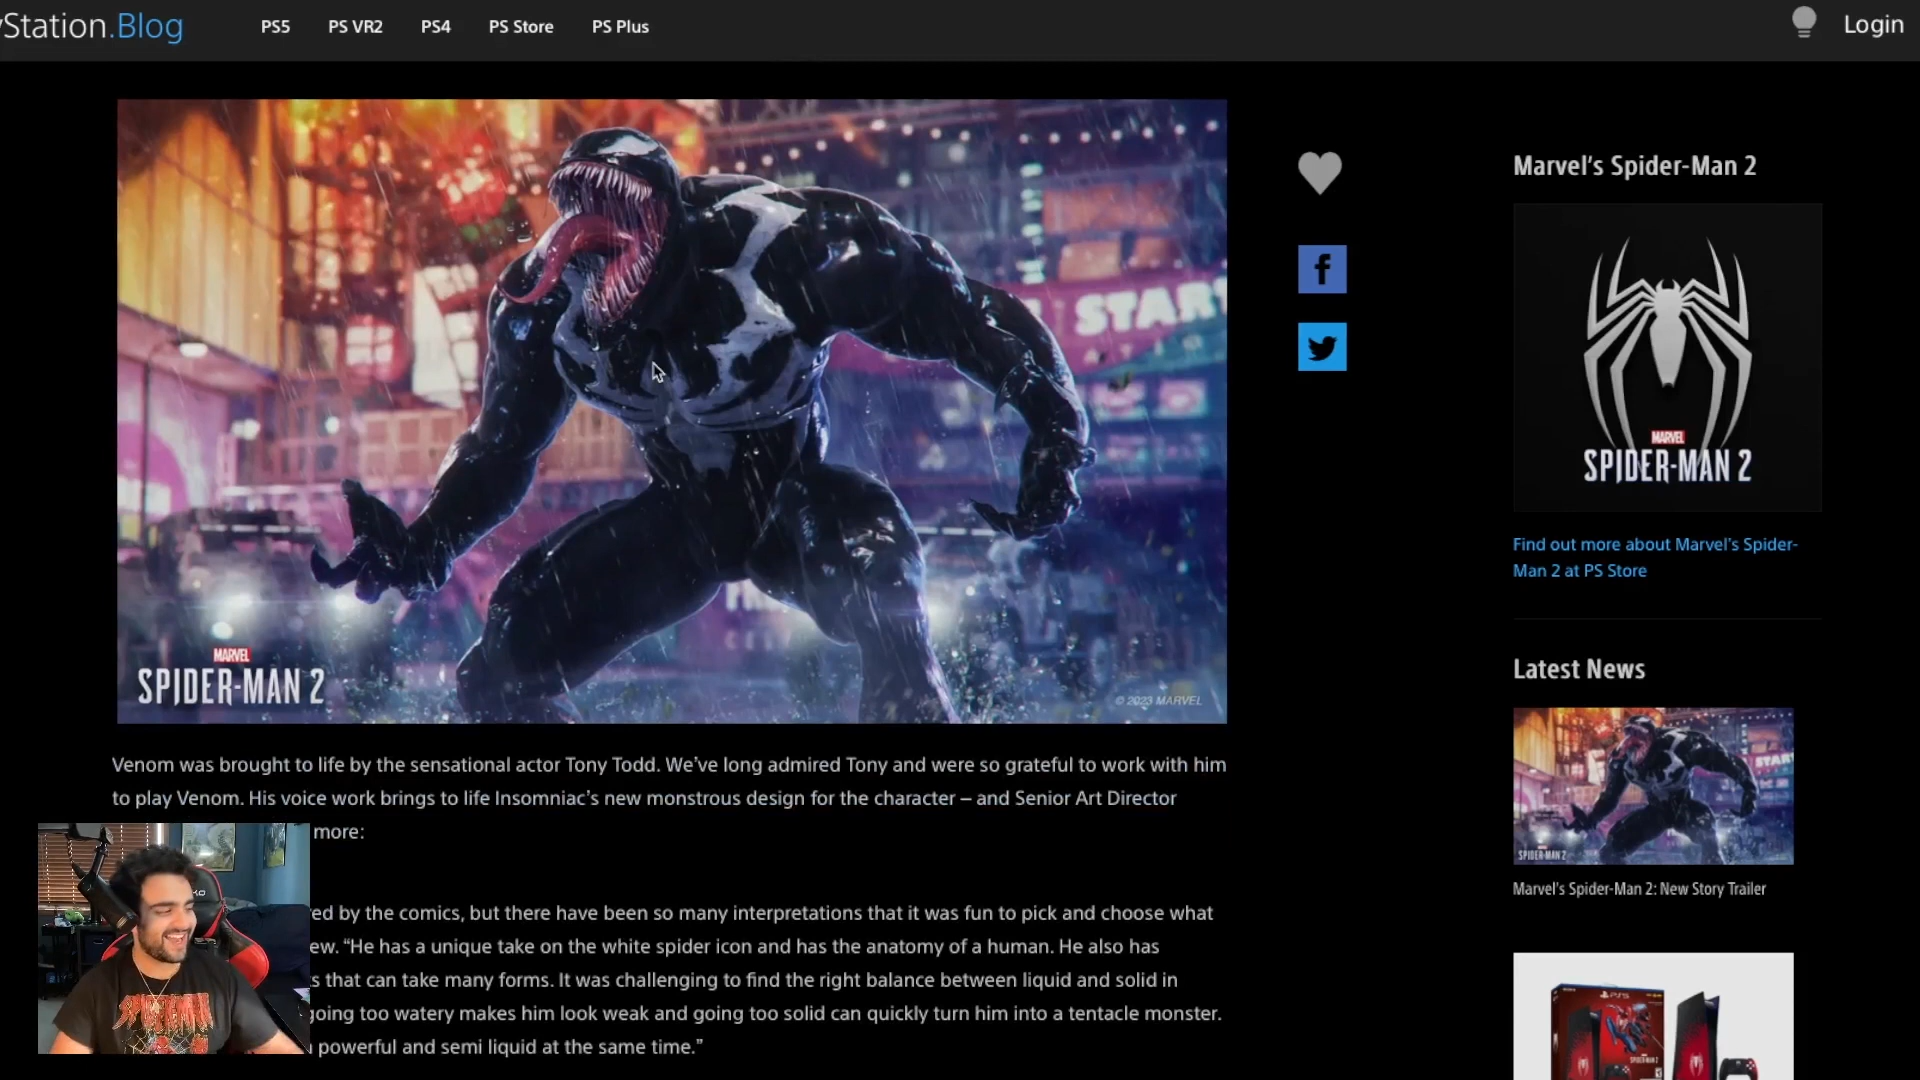 yStation.Blog
PS5
PS VR2
PS4
PS Store
PS Plus
Login
START
MARVEL
SPIDER-MAN 2
© 2023 MARVEL
Venom was brought to life by the sensational actor Tony Todd. We've long admired Tony and were so grateful to work with him
to play Venom. His voice work brings to life Insomniac's new monstrous design for the character – and Senior Art Director
more:
red by the comics, but there have been so many interpretations that it was fun to pick and choose what
ew. “He has a unique take on the white spider icon and has the anatomy of a human. He also has
s that can take many forms. It was challenging to find the right balance between liquid and solid in
going too watery makes him look weak and going too solid can quickly turn him into a tentacle monster.
powerful and semi liquid at the same time.”
SPIDERMAN
Marvel's Spider-Man 2
MARVEL
SPIDER-MAN 2
Find out more about Marvel's Spider-
Man 2 at PS Store
Latest News
START
SPIDER-MAN 2
Marvel's Spider-Man 2: New Story Trailer
PS5